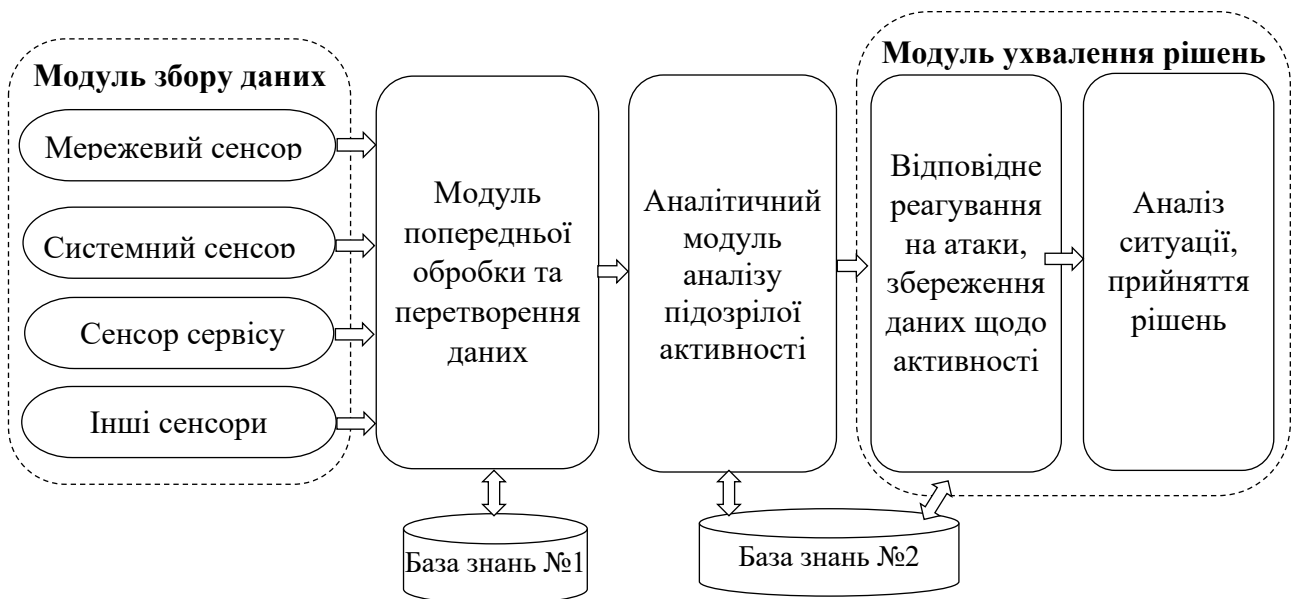 Модуль збору даних
Мережевий сенсор
Системний сенсор
Сенсор сервісу
Інші сенсори
Модуль
попередньої
обробки та
перетворення
даних
База знань №1
Аналітичний
модуль
аналізу
підозрілої
активності
База знань №2
Модуль ухвалення рішень
Відповідне
реагування
на атаки,
збереження
даних щодо
активності
Аналіз
ситуації,
прийняття
рішень